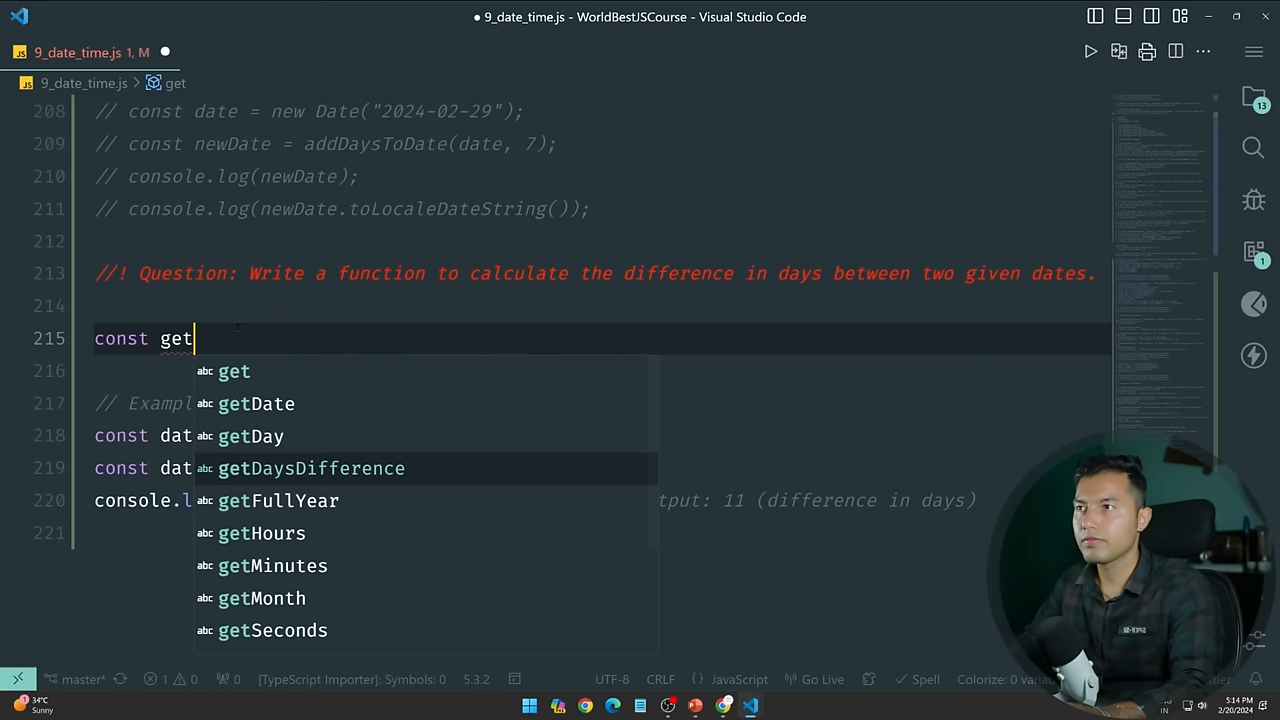 ● 9_date_time.js - WorldBestJSCourse - Visual Studio Code
JS 9_date_time.js 1, M ●
JS 9_date_time.js > get
208 // const date = new Date("2024-02-29");
209 // const newDate = addDaysToDate(date, 7);
210 // console.log(newDate);
211 // console.log(newDate.toLocaleDateString());
212
213 //! Question: Write a function to calculate the difference in days between two given dates.
214
215 const get
216 abc get
217 // Exampl abc getDate
218 const dat abc getDay
219 const dat abc getDaysDifference
220 console.l abc getFullYear tput: 11 (difference in days)
221 abc getHours
abc getMinutes
abc getMonth
abc getSeconds
13
1
master* 1 0 0 [TypeScript Importer]: Symbols: 0 5.3.2 UTF-8 CRLF {} JavaScript Go Live Spell Colorize: 0
34°C
Sunny
IN
5:14 PM
2/20/2024